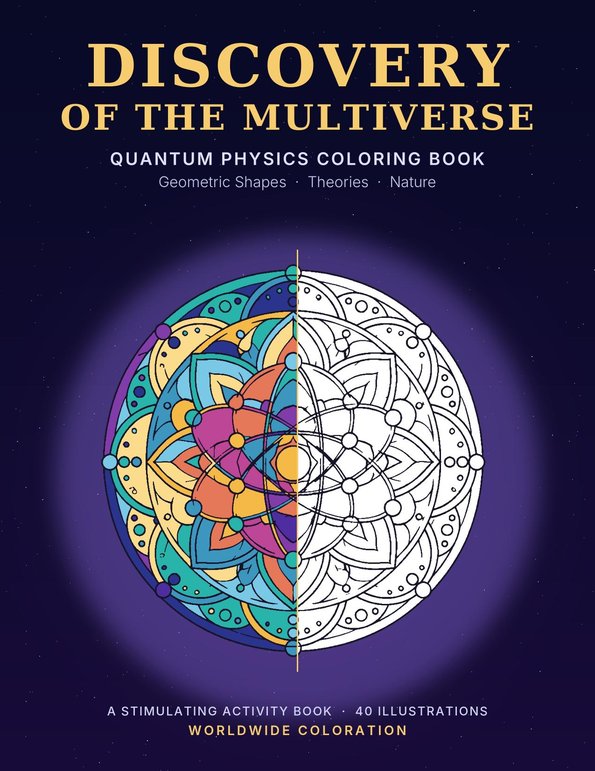 DISCOVERY
OF THE MULTIVERSE
QUANTUM PHYSICS COLORING BOOK
Geometric Shapes · Theories · Nature
A STIMULATING ACTIVITY BOOK · 40 ILLUSTRATIONS
WORLDWIDE COLORATION